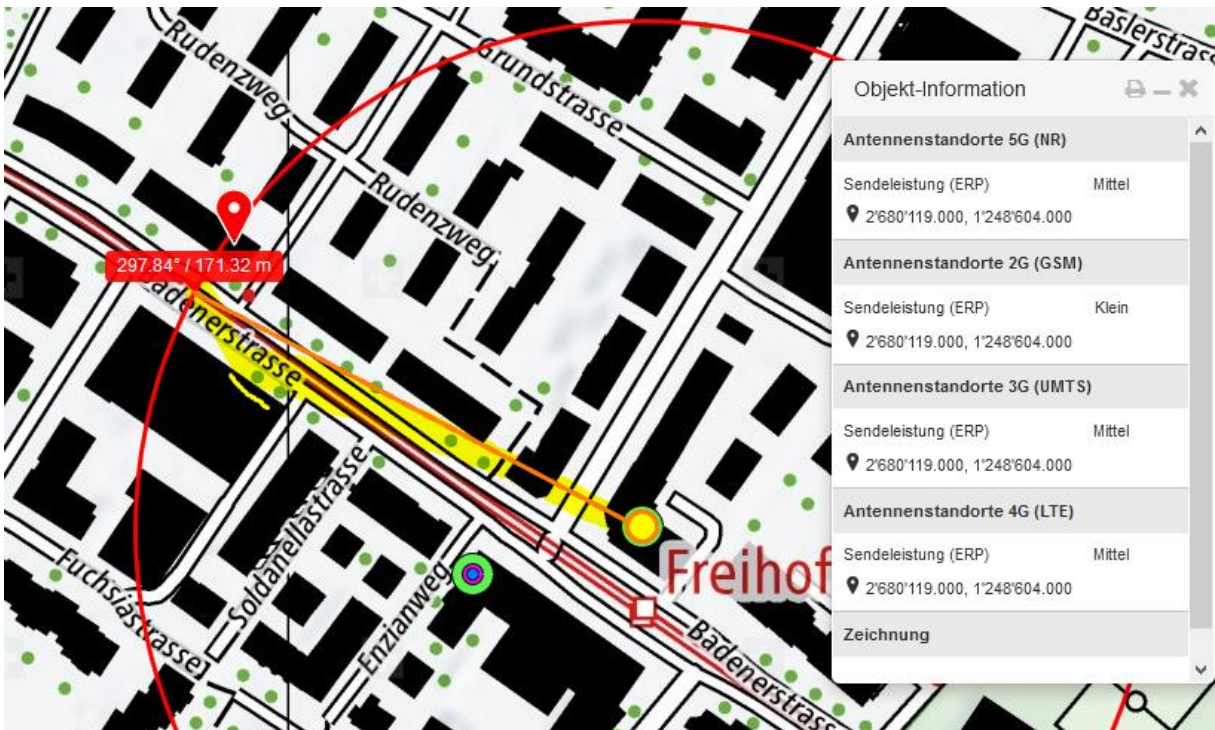 Rudenzweg
Grundstrasse
Baslerstrass
Rudenzweg
297.84° / 171.32 m
Badenerstrasse
Soldanellastrasse
Fuchsiastrasse
Enzianweg
Freihof
Badenerstrass
Objekt-Information
Antennenstandorte 5G (NR)
Sendeleistung (ERP) Mittel
2'680'119.000, 1'248'604.000
Antennenstandorte 2G (GSM)
Sendeleistung (ERP) Klein
2'680'119.000, 1'248'604.000
Antennenstandorte 3G (UMTS)
Sendeleistung (ERP) Mittel
2'680'119.000, 1'248'604.000
Antennenstandorte 4G (LTE)
Sendeleistung (ERP) Mittel
2'680'119.000, 1'248'604.000
Zeichnung